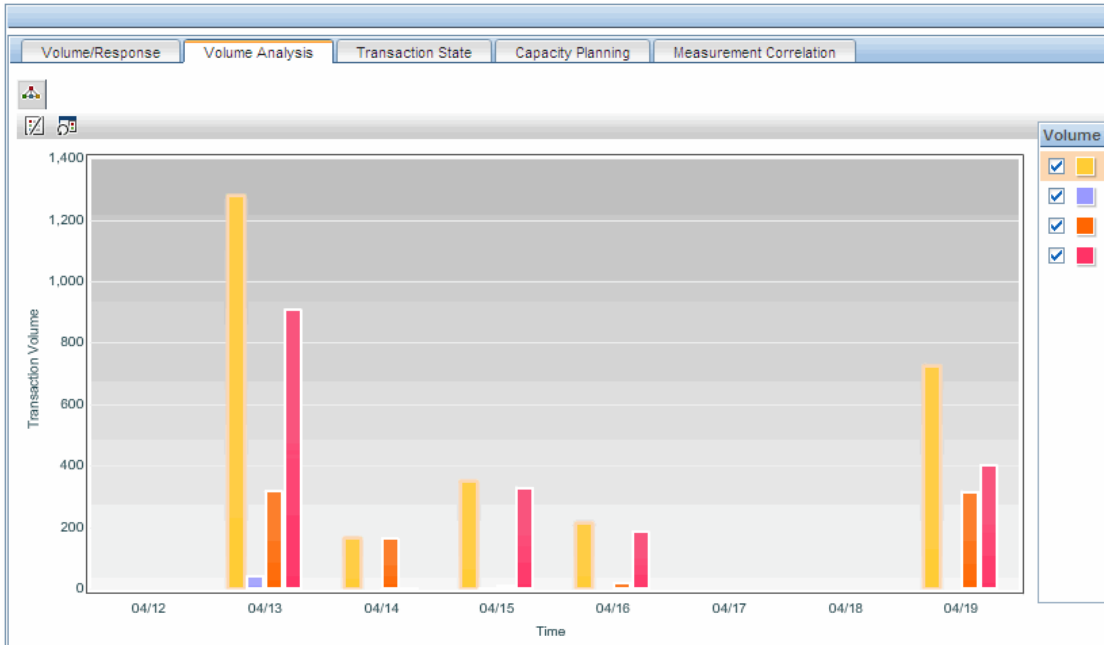 Volume/Response
Volume Analysis
Transaction State
Capacity Planning
Measurement Correlation
Volume
1,400
1,200
1,000
800
600
400
200
0
Transaction Volume
04/12
04/13
04/14
04/15
04/16
04/17
04/18
04/19
Time